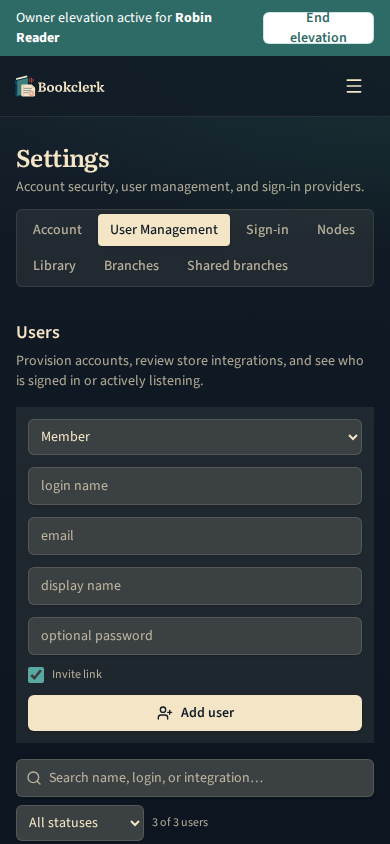 Owner elevation active for Robin
Reader
End
elevation
Bookclerk
Settings
Account security, user management, and sign-in providers.
Account User Management Sign-in Nodes
Library Branches Shared branches
Users
Provision accounts, review store integrations, and see who
is signed in or actively listening.
Member
login name
email
display name
optional password
Invite link
Add user
Search name, login, or integration…
All statuses 3 of 3 users